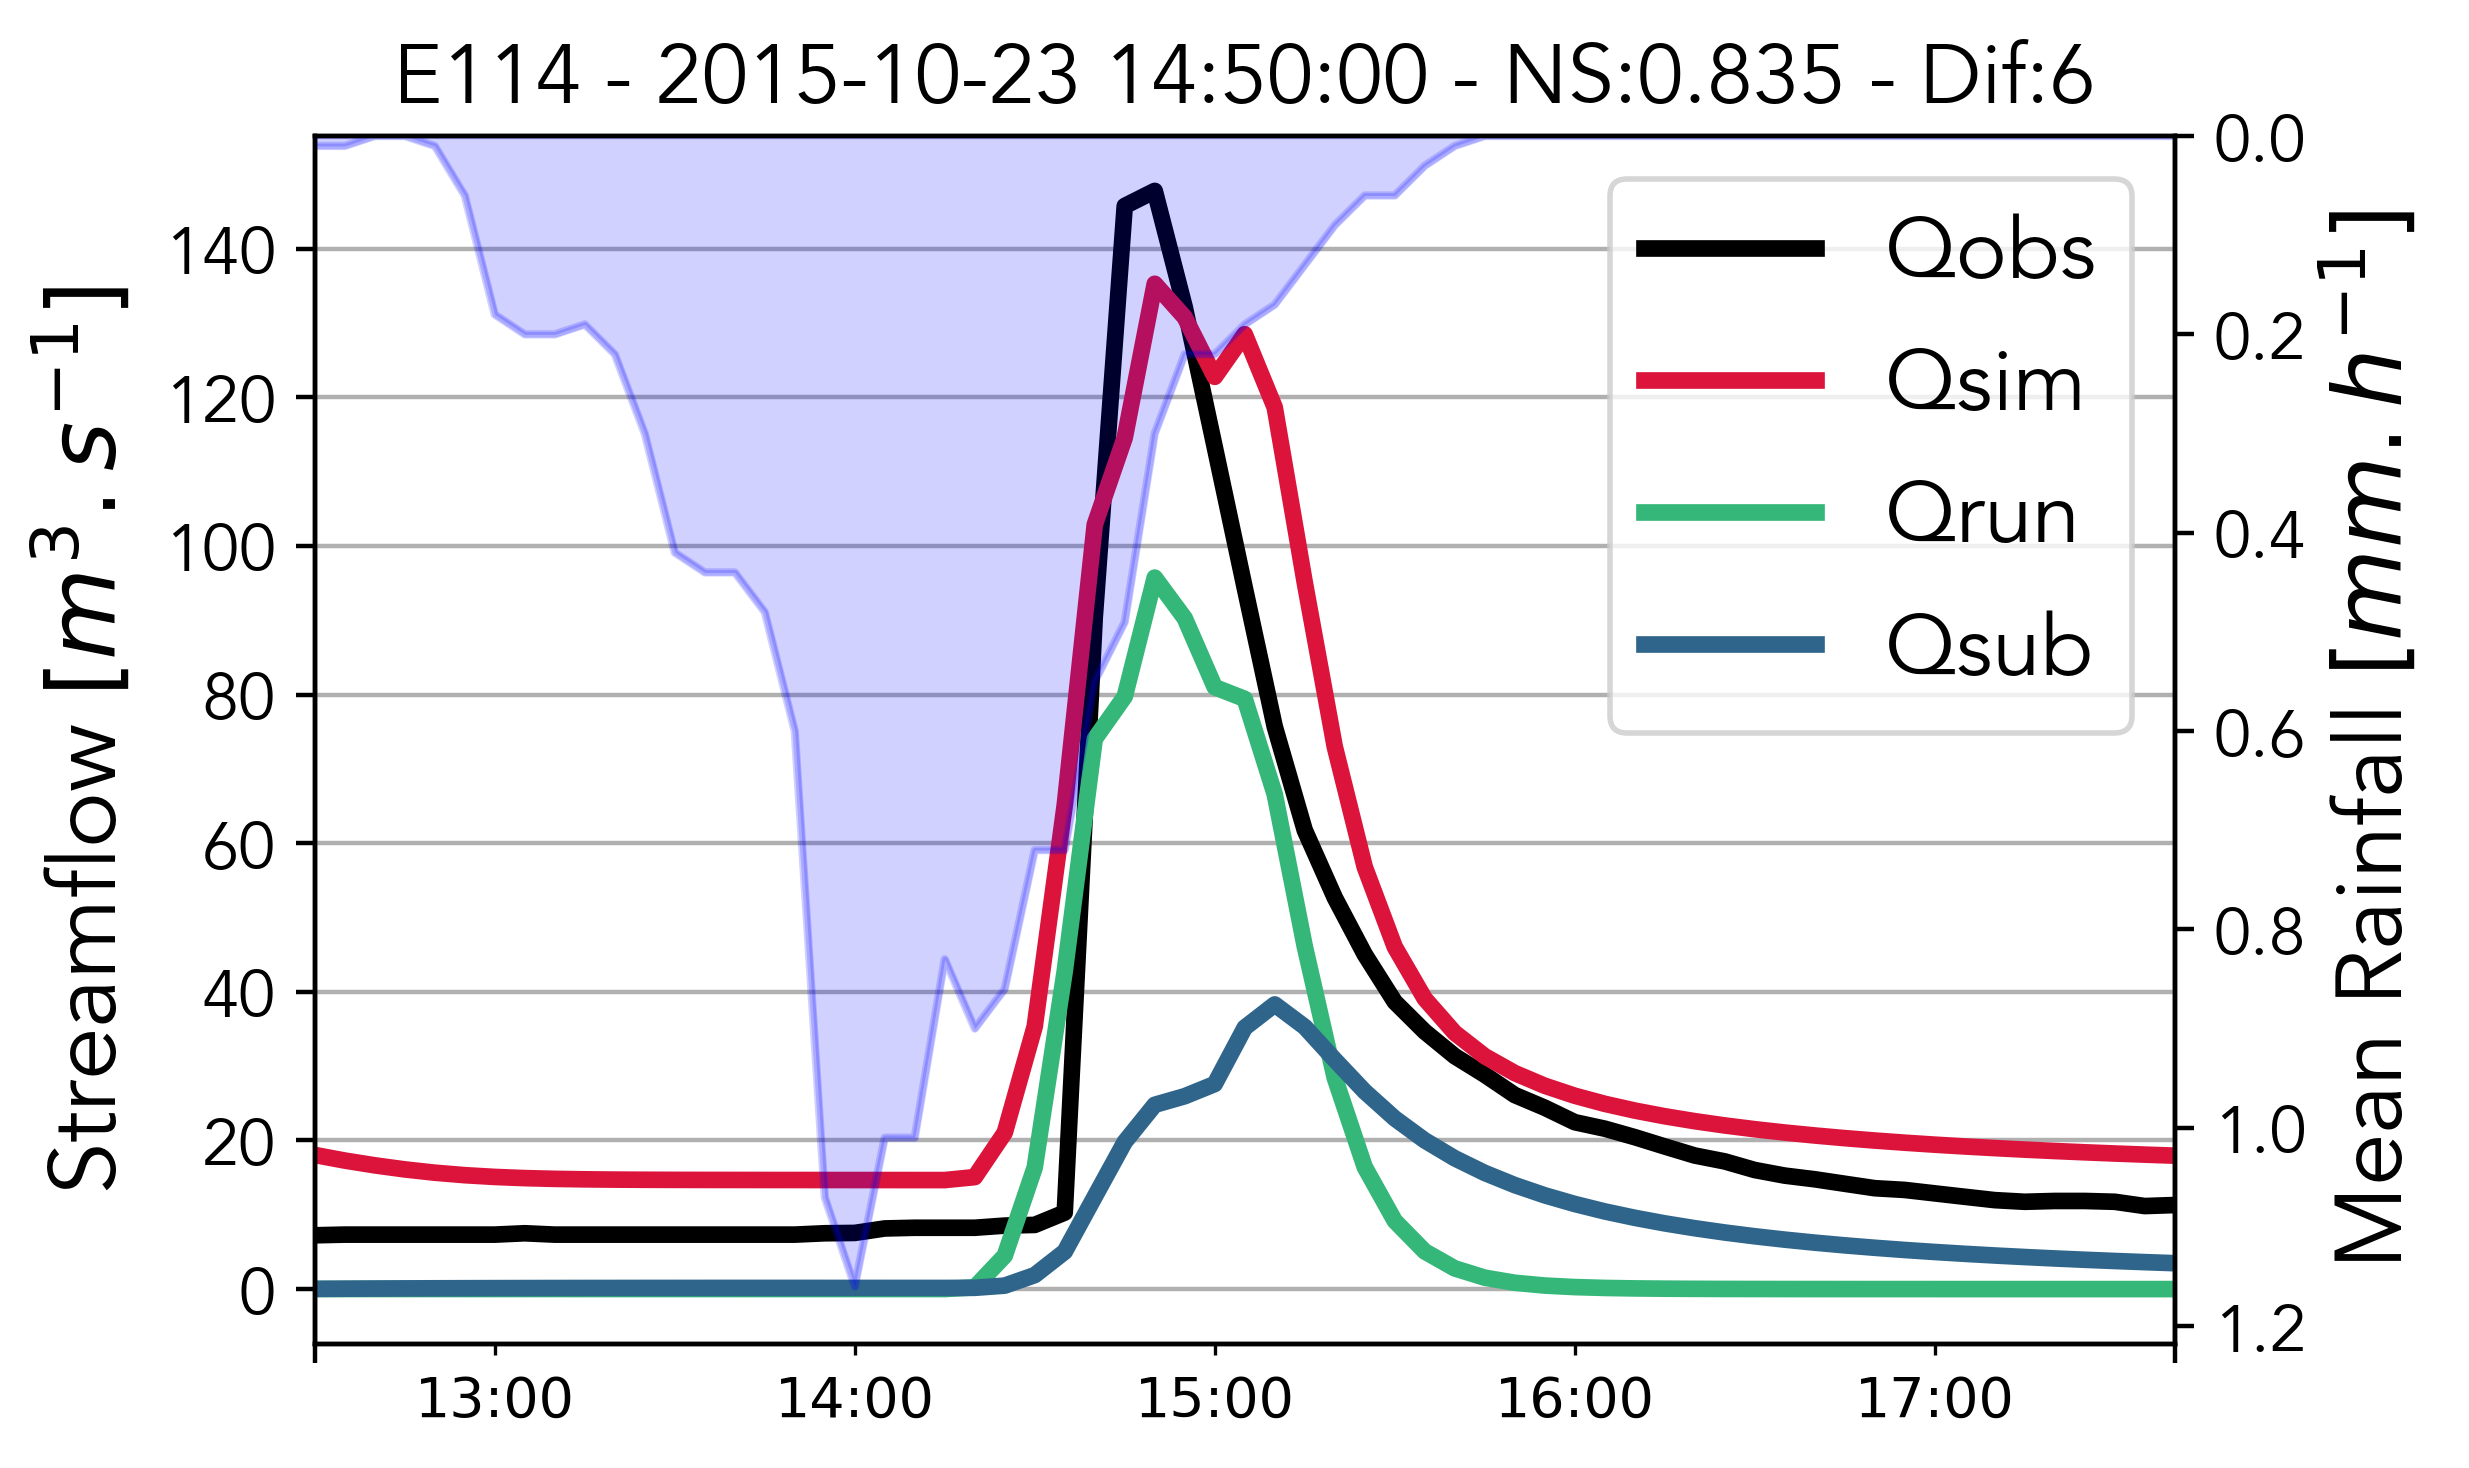 E114 - 2015-10-23 14:50:00 - NS:0.835 - Dif:6
Streamflow [m³.s⁻¹]
140
120
100
80
60
40
20
0
13:00
14:00
15:00
16:00
17:00
Qobs
Qsim
Qrun
Qsub
0.0
0.2
0.4
0.6
0.8
1.0
1.2
Mean Rainfall [mm.h⁻¹]